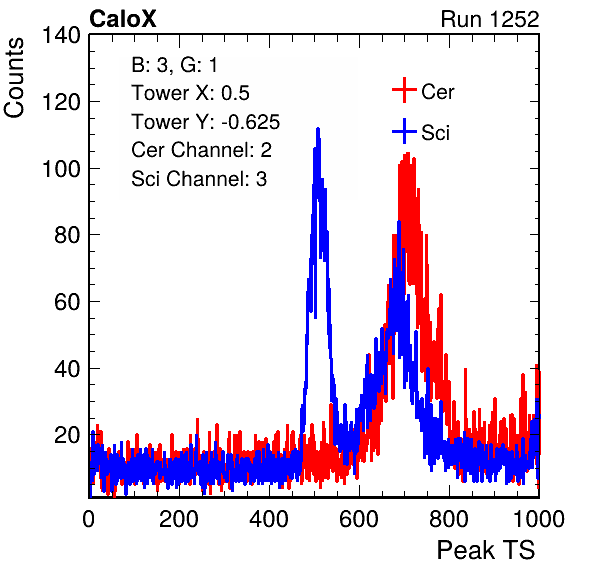 CaloX Run 1252
Counts
140
120
100
80
60
40
20
B: 3, G: 1
Tower X: 0.5
Tower Y: -0.625
Cer Channel: 2
Sci Channel: 3
Cer
Sci
0 200 400 600 800 1000
Peak TS